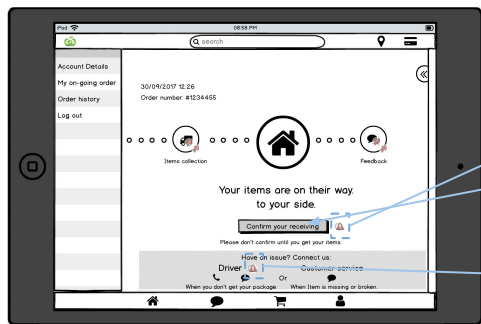 iPod
08:58 PM
search
Account Details
My on-going order
Order history
Log out
30/09/2017 12:26
Order number: #1234455
Items collection
Feedback
Your items are on their way.
to your side.
Confirm your receiving
Please don't confirm until you get your items.
Have an issue? Connect us:
Driver
Customer service
Or
When you don't get your package.
When Item is missing or broken.